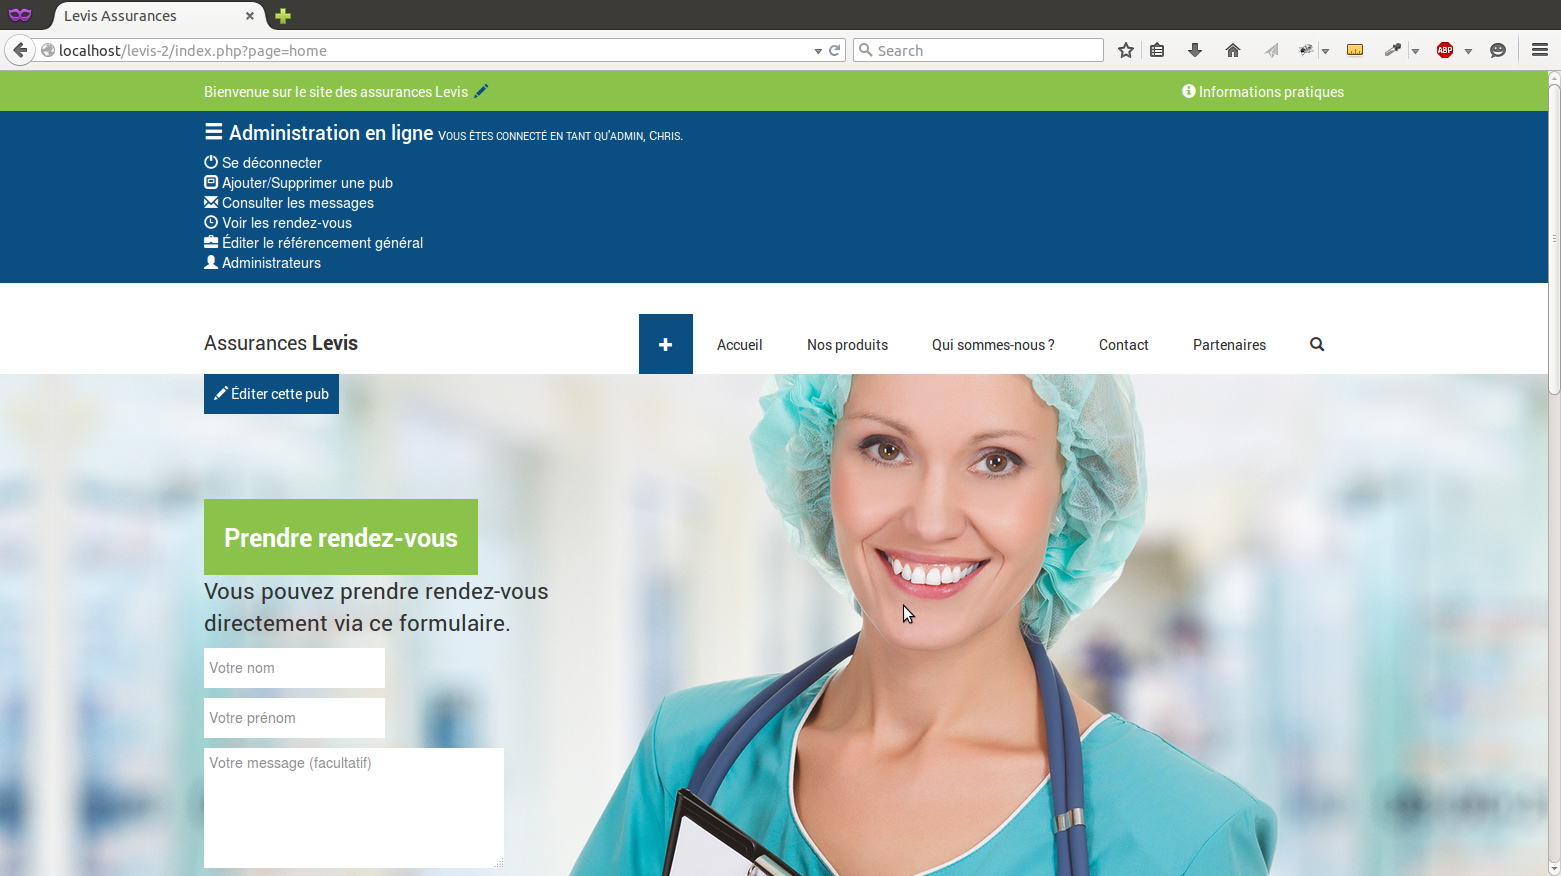 Levis Assurances
localhost/levis-2/index.php?page=home
Search
ABP
Bienvenue sur le site des assurances Levis
Informations pratiques
Administration en ligne Vous êtes connecté en tant qu'admin, Chris.
Se déconnecter
Ajouter/Supprimer une pub
Consulter les messages
Voir les rendez-vous
Éditer le référencement général
Administrateurs
Assurances Levis
Accueil
Nos produits
Qui sommes-nous ?
Contact
Partenaires
Éditer cette pub
Prendre rendez-vous
Vous pouvez prendre rendez-vous
directement via ce formulaire.
Votre nom
Votre prénom
Votre message (facultatif)